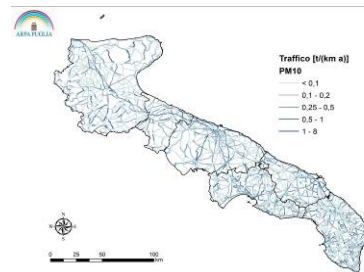 ARPA PUGLIA
Traffico [t/(km a)]
PM10
< 0,1
0,1 - 0,2
0,25 - 0,5
0,5 - 1
1 - 8
N
W E
S
0 25 50 100
km